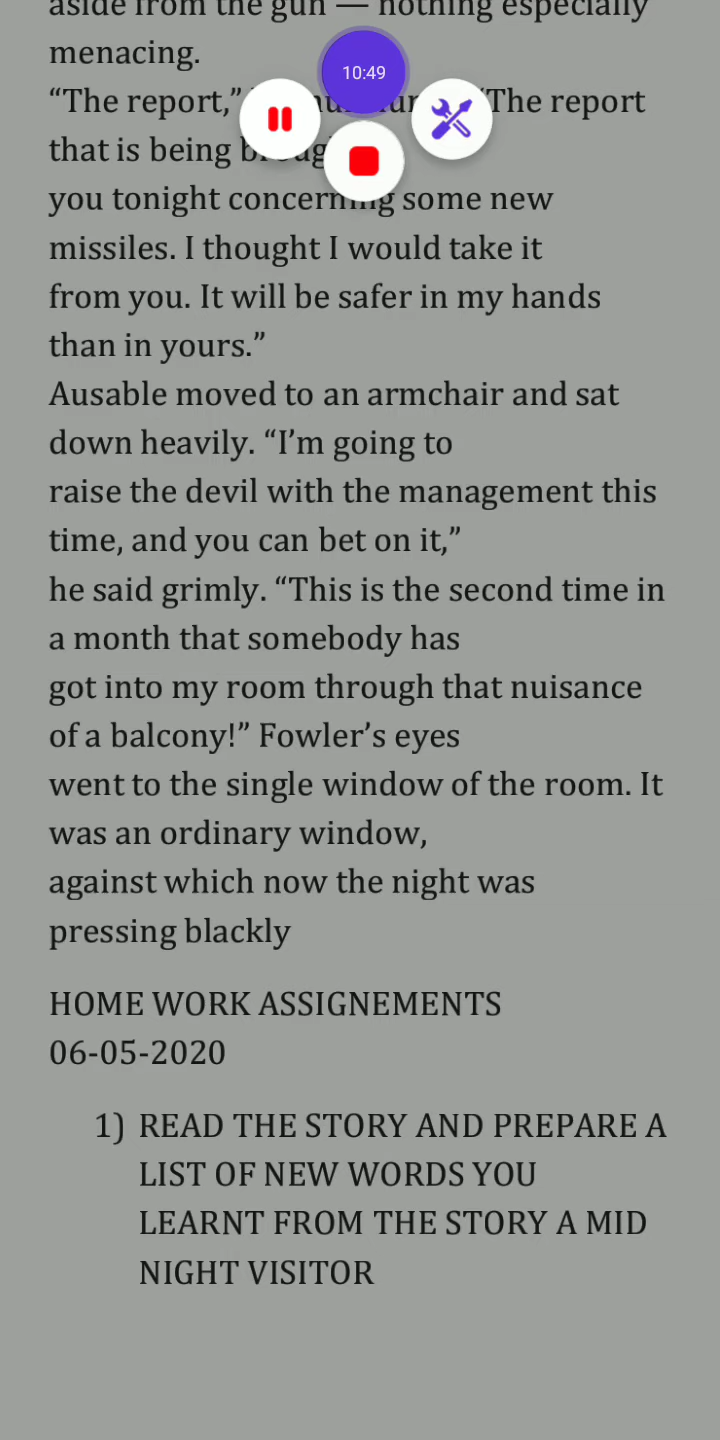 aside from the gun — nothing especially
menacing.
10:49
“The report,” “The report
that is being
you tonight concerning some new
missiles. I thought I would take it
from you. It will be safer in my hands
than in yours.”
Ausable moved to an armchair and sat
down heavily. “I’m going to
raise the devil with the management this
time, and you can bet on it,”
he said grimly. “This is the second time in
a month that somebody has
got into my room through that nuisance
of a balcony!” Fowler’s eyes
went to the single window of the room. It
was an ordinary window,
against which now the night was
pressing blackly
HOME WORK ASSIGNEMENTS
06-05-2020
1) READ THE STORY AND PREPARE A
LIST OF NEW WORDS YOU
LEARNT FROM THE STORY A MID
NIGHT VISITOR